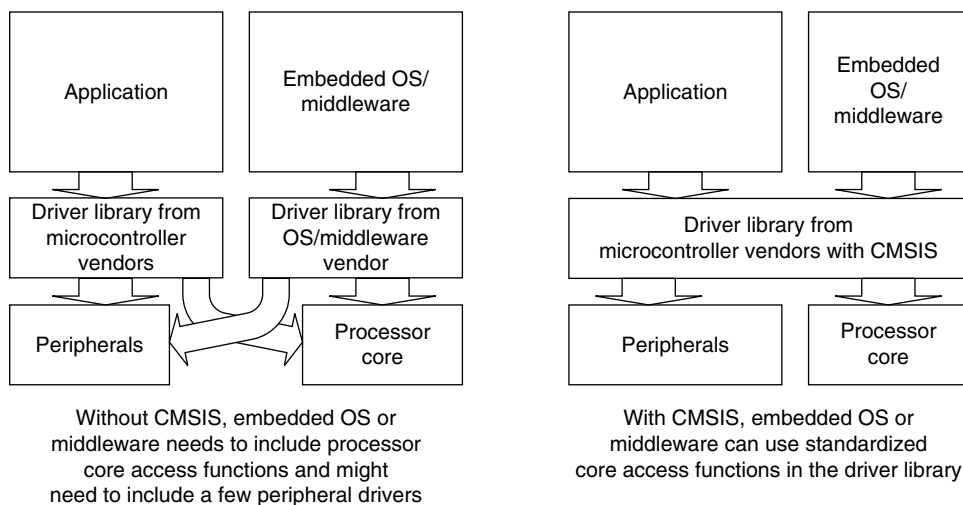 Application
Embedded OS/
middleware
Driver library from
microcontroller
vendors
Driver library from
OS/middleware
vendor
Peripherals
Processor
core
Without CMSIS, embedded OS or
middleware needs to include processor
core access functions and might
need to include a few peripheral drivers
Application
Embedded
OS/
middleware
Driver library from
microcontroller vendors with CMSIS
Peripherals
Processor
core
With CMSIS, embedded OS or
middleware can use standardized
core access functions in the driver library